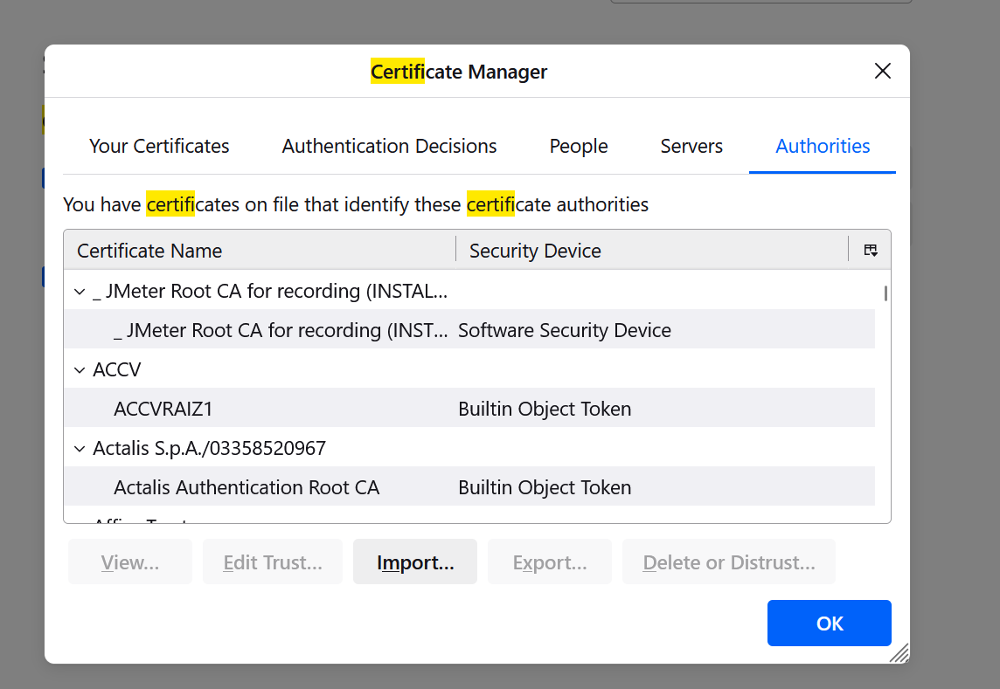 Certificate Manager
Your Certificates Authentication Decisions People Servers Authorities
You have certificates on file that identify these certificate authorities
Certificate Name Security Device
_ JMeter Root CA for recording (INSTAL...
_ JMeter Root CA for recording (INST... Software Security Device
ACCV
ACCVRAIZ1 Builtin Object Token
Actalis S.p.A./03358520967
Actalis Authentication Root CA Builtin Object Token
View... Edit Trust... Import... Export... Delete or Distrust...
OK